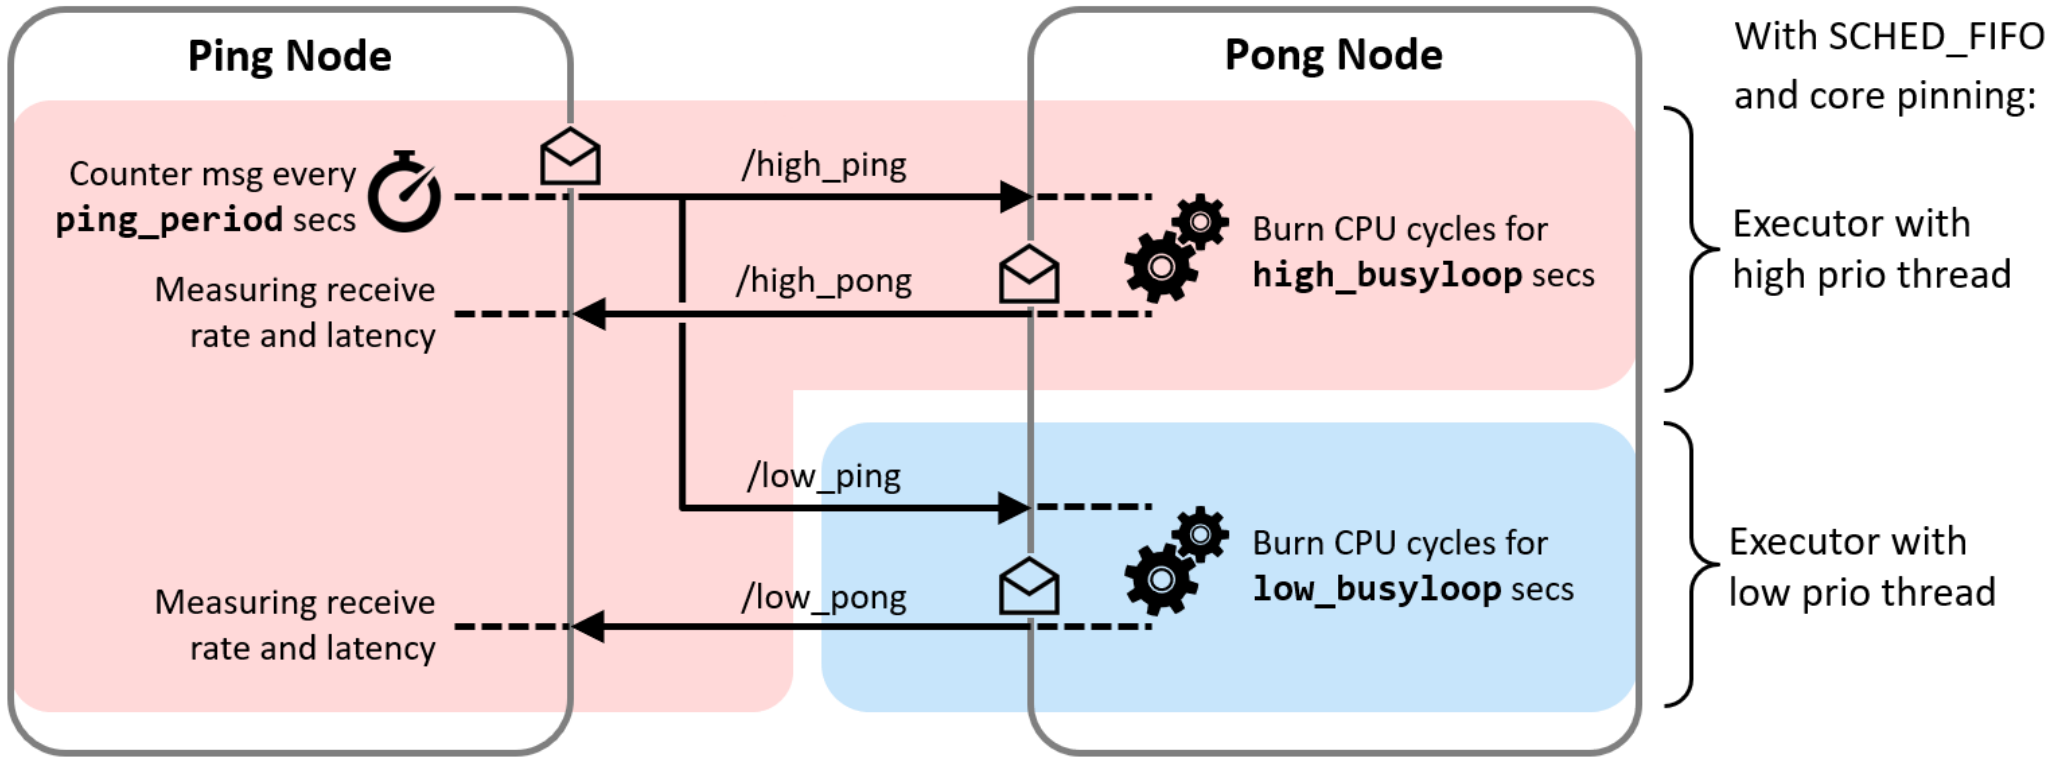 Ping Node
Pong Node
With SCHED_FIFO
and core pinning:
Counter msg every
ping_period secs
/high_ping
Burn CPU cycles for
high_busyloop secs
Executor with
high prio thread
Measuring receive
rate and latency
/high_pong
/low_ping
Burn CPU cycles for
low_busyloop secs
Executor with
low prio thread
Measuring receive
rate and latency
/low_pong